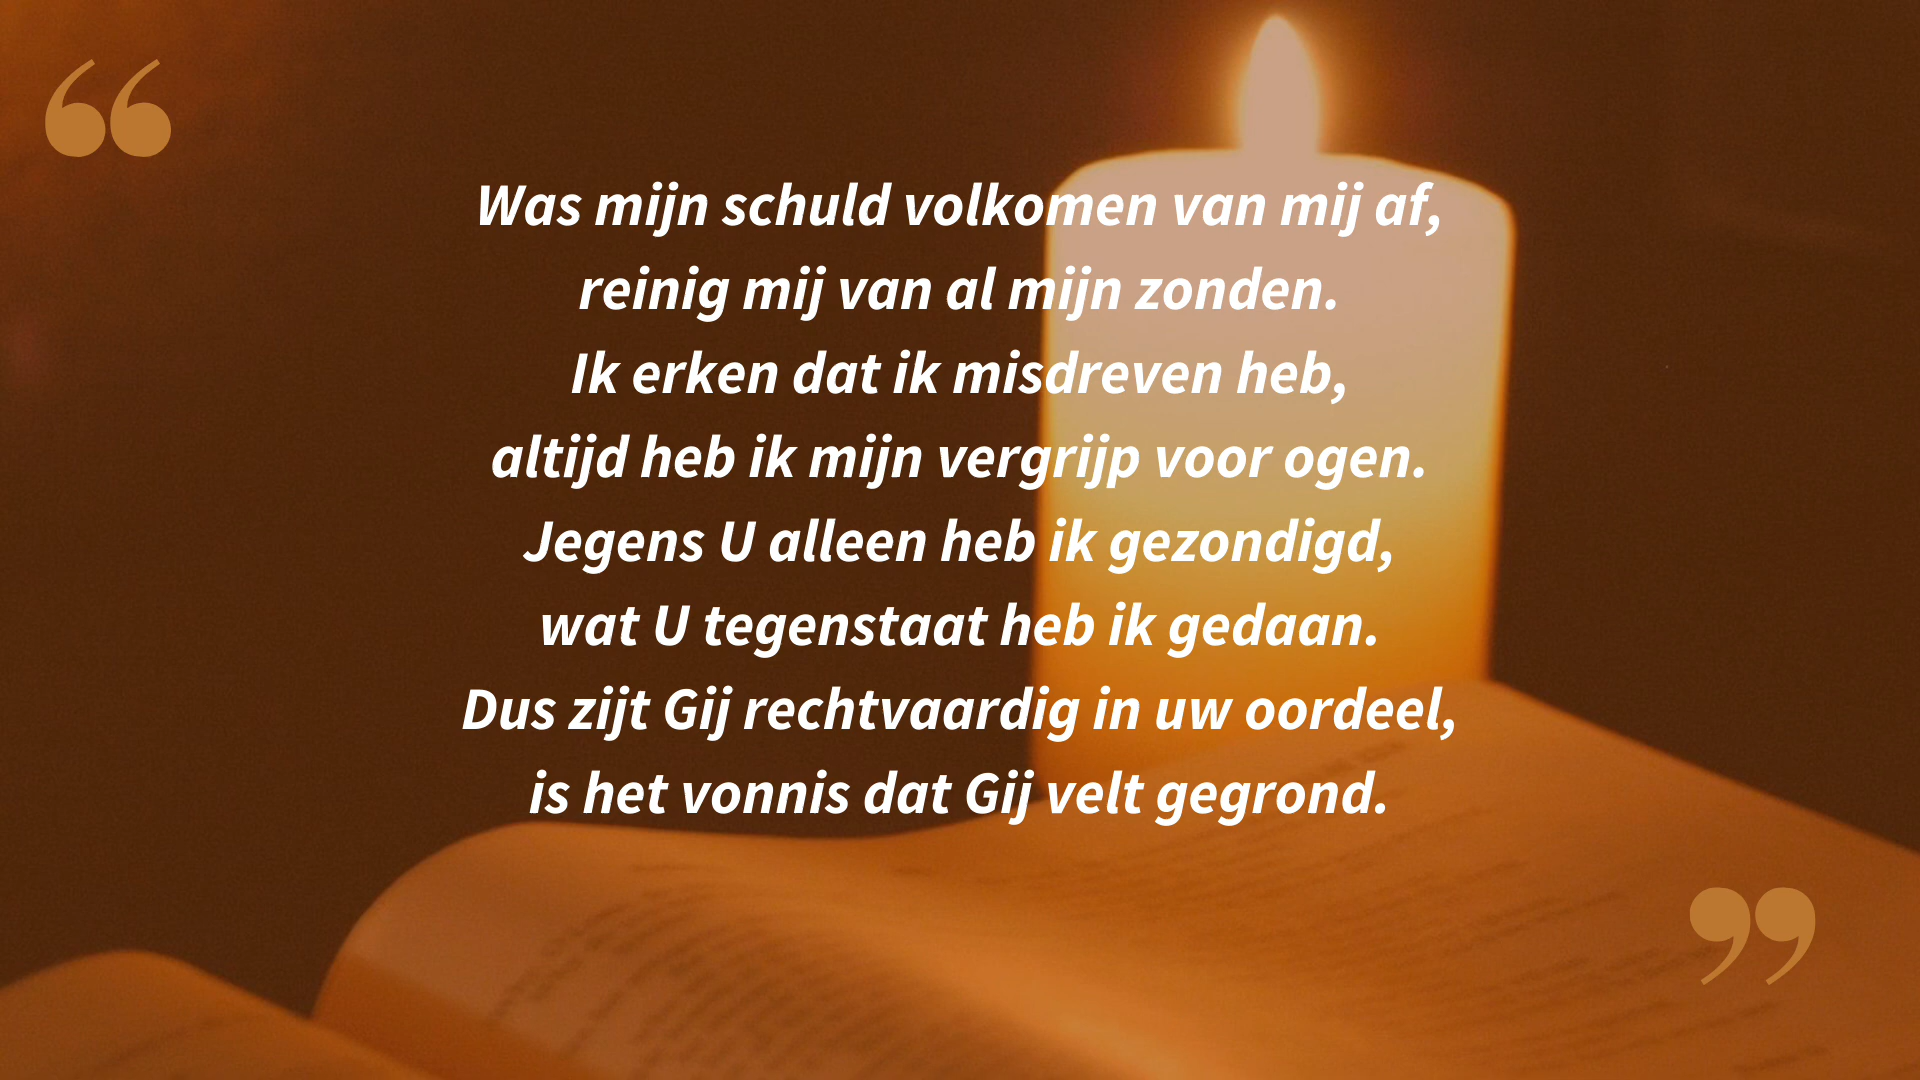 “
Was mijn schuld volkomen van mij af,
reinig mij van al mijn zonden.
Ik erken dat ik misdreven heb,
altijd heb ik mijn vergrijp voor ogen.
Jegens U alleen heb ik gezondigd,
wat U tegenstaat heb ik gedaan.
Dus zijt Gij rechtvaardig in uw oordeel,
is het vonnis dat Gij velt gegrond.
”